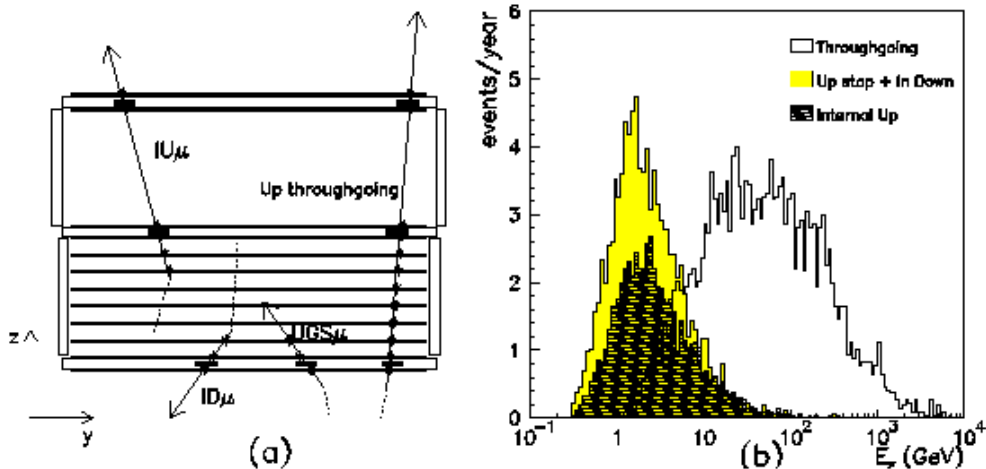 IUμ
Up throughgoing
UGSμ
IDμ
z
y
(a)
events/year
6
5
4
3
2
1
0
Throughgoing
Up stop + In Down
Internal Up
10⁻¹ 1 10 10² 10³ 10⁴
(b)
(GeV)